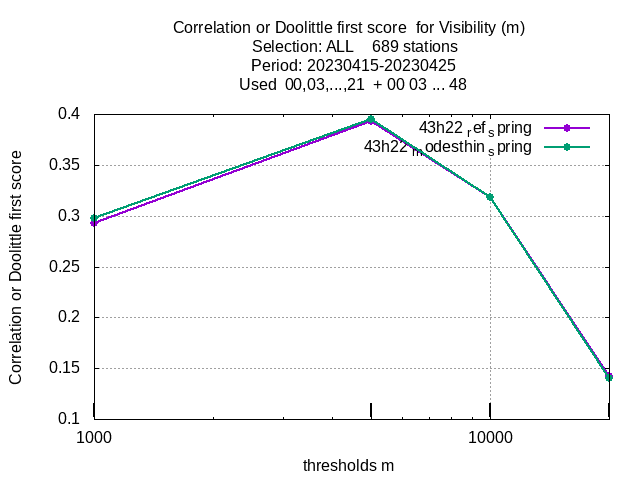 Correlation or Doolittle first score  for Visibility (m)
Selection: ALL    689 stations
Period: 20230415-20230425
Used  00,03,...,21  + 00 03 ... 48
0.4
0.35
0.3
0.25
0.2
0.15
0.1
Correlation or Doolittle first score
43h22 ref spring
43h22 modesthin spring
1000
10000
thresholds m